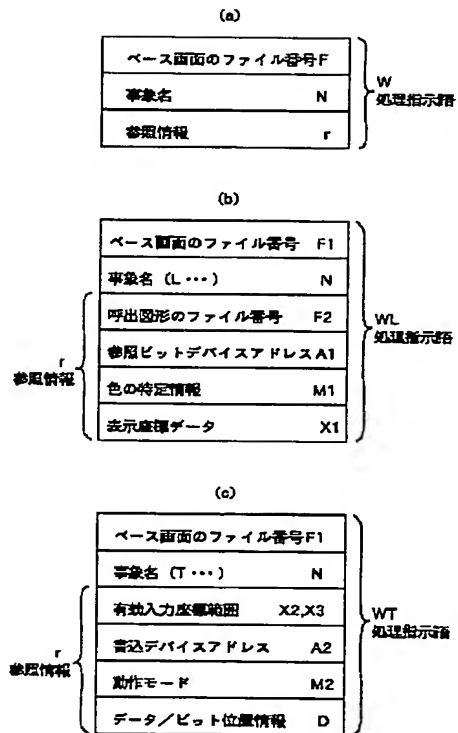 (a)
ベース画面のファイル番号F
事象名 N
参照情報 r
W
処理指示語
(b)
ベース画面のファイル番号 F1
事象名 (L・・・) N
呼出図形のファイル番号 F2
参照ビットデバイスアドレスA1
色の特定情報 M1
表示座標データ X1
r
参照情報
WL
処理指示語
(c)
ベース画面のファイル番号F1
事象名 (T・・・) N
有効入力座標範囲 X2,X3
書込デバイスアドレス A2
動作モード M2
データ/ビット位置情報 D
r
参照情報
WT
処理指示語